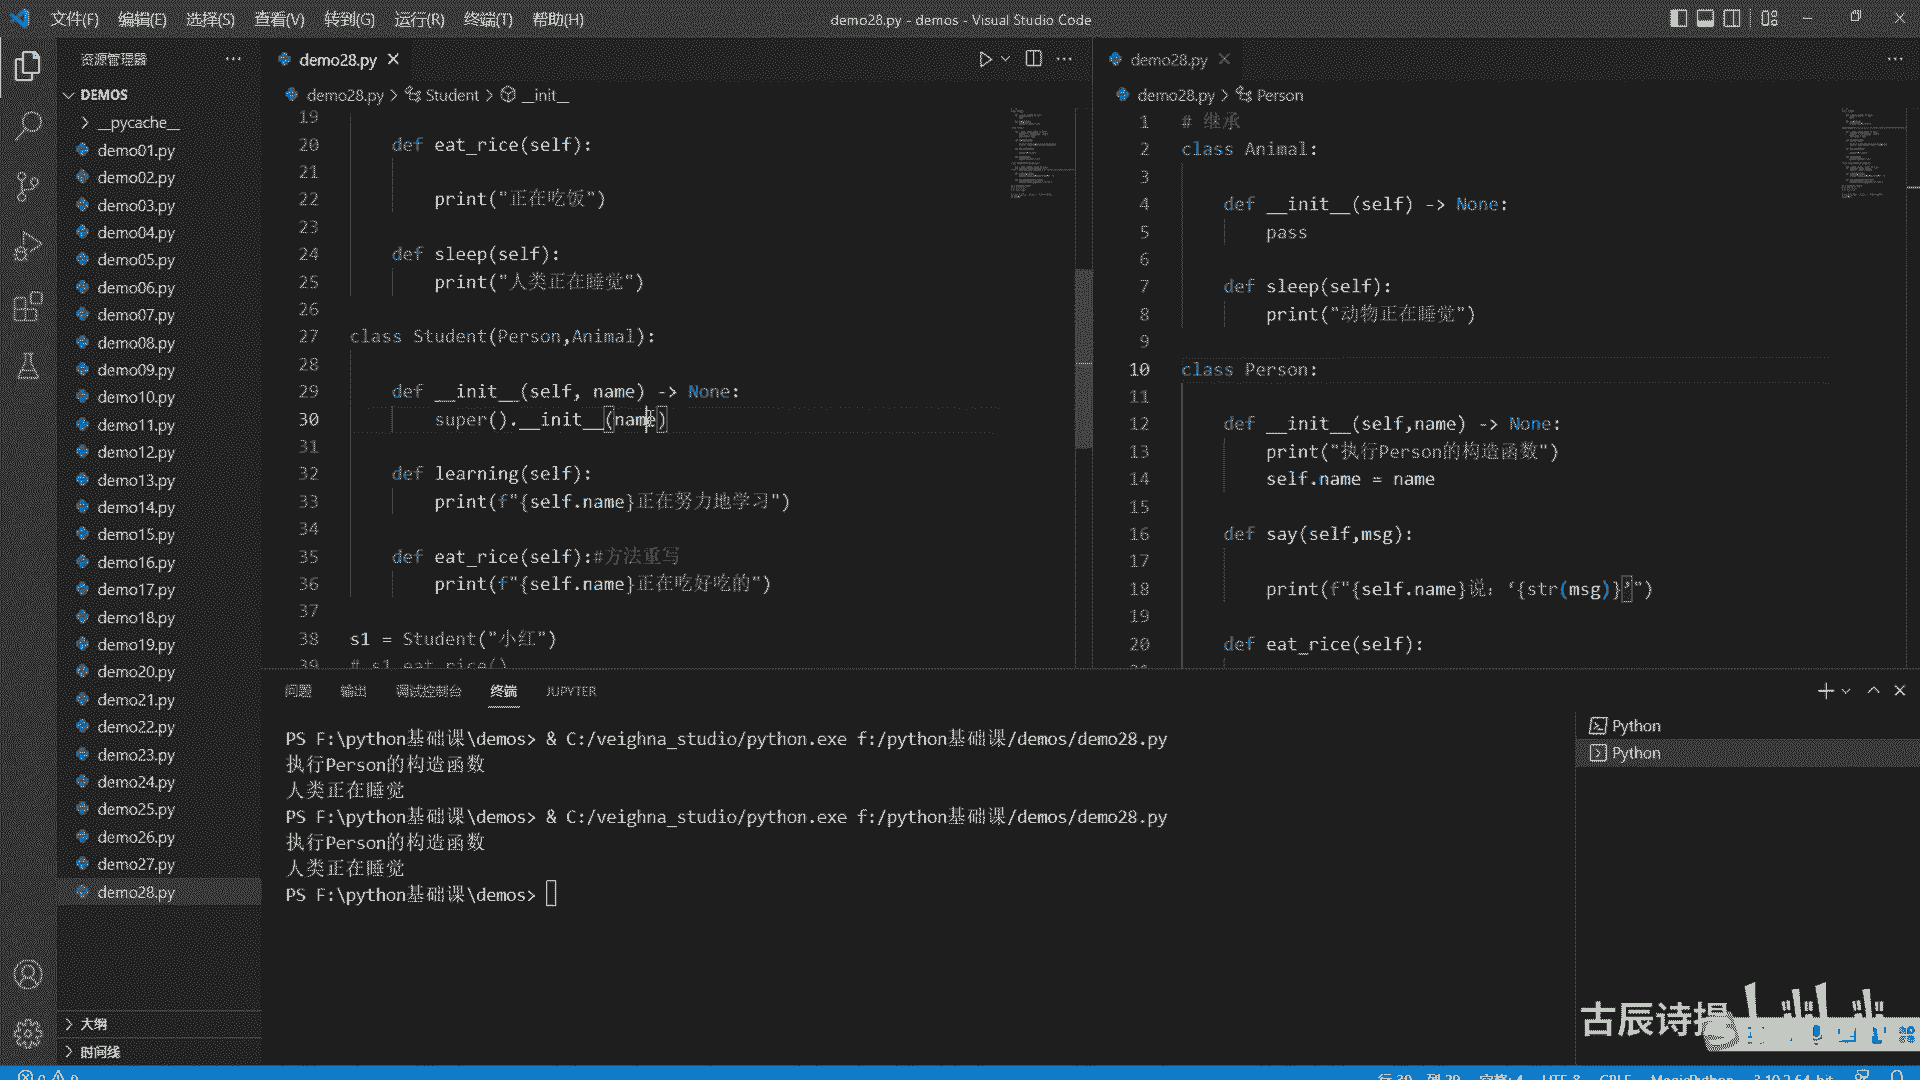 文件(F) 编辑(E) 选择(S) 查看(V) 转到(G) 运行(R) 终端(T) 帮助(H)
demo28.py - demos - Visual Studio Code
资源管理器
DEMOS
__pycache__
demo01.py
demo02.py
demo03.py
demo04.py
demo05.py
demo06.py
demo07.py
demo08.py
demo09.py
demo10.py
demo11.py
demo12.py
demo13.py
demo14.py
demo15.py
demo16.py
demo17.py
demo18.py
demo19.py
demo20.py
demo21.py
demo22.py
demo23.py
demo24.py
demo25.py
demo26.py
demo27.py
demo28.py
大纲
时间线
demo28.py
demo28.py > Student > __init__
19
20 def eat_rice(self):
21
22 print("正在吃饭")
23
24 def sleep(self):
25 print("人类正在睡觉")
26
27 class Student(Person,Animal):
28
29 def __init__(self, name) -> None:
30 super().__init__(name)
31
32 def learning(self):
33 print(f"{self.name}正在努力地学习")
34
35 def eat_rice(self):#方法重写
36 print(f"{self.name}正在吃好吃的")
37
38 s1 = Student("小红")
39 # s1.eat_rice()
demo28.py
demo28.py > Person
1 # 继承
2 class Animal:
3
4 def __init__(self) -> None:
5 pass
6
7 def sleep(self):
8 print("动物正在睡觉")
9
10 class Person:
11
12 def __init__(self,name) -> None:
13 print("执行Person的构造函数")
14 self.name = name
15
16 def say(self,msg):
17
18 print(f"{self.name}说：‘{str(msg)}’")
19
20 def eat_rice(self):
问题 输出 调试控制台 终端 JUPYTER
PS F:\python基础课\demos> & C:/veighna_studio/python.exe f:/python基础课/demos/demo28.py
执行Person的构造函数
人类正在睡觉
PS F:\python基础课\demos> & C:/veighna_studio/python.exe f:/python基础课/demos/demo28.py
执行Person的构造函数
人类正在睡觉
PS F:\python基础课\demos>
Python
Python
古辰诗提